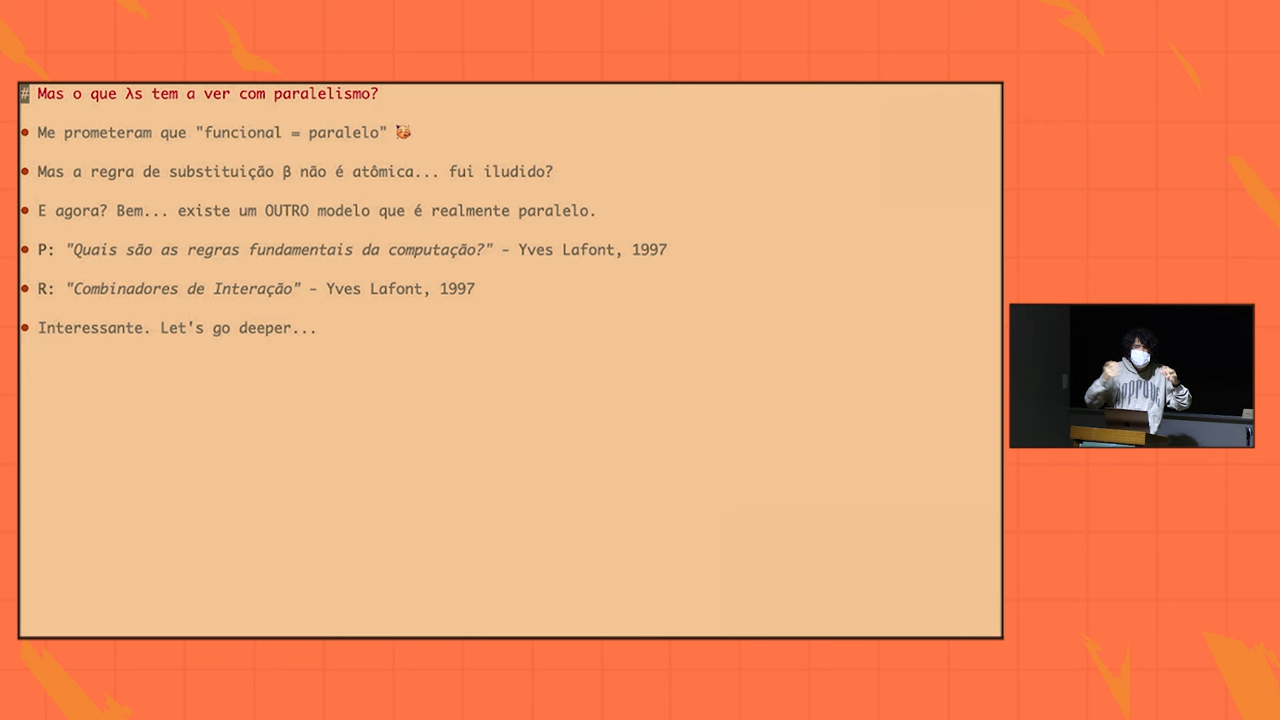 # Mas o que λs tem a ver com paralelismo?
• Me prometeram que "funcional = paralelo" 🥳
• Mas a regra de substituição β não é atômica... fui iludido?
• E agora? Bem... existe um OUTRO modelo que é realmente paralelo.
• P: "Quais são as regras fundamentais da computação?" - Yves Lafont, 1997
• R: "Combinadores de Interação" - Yves Lafont, 1997
• Interessante. Let's go deeper...